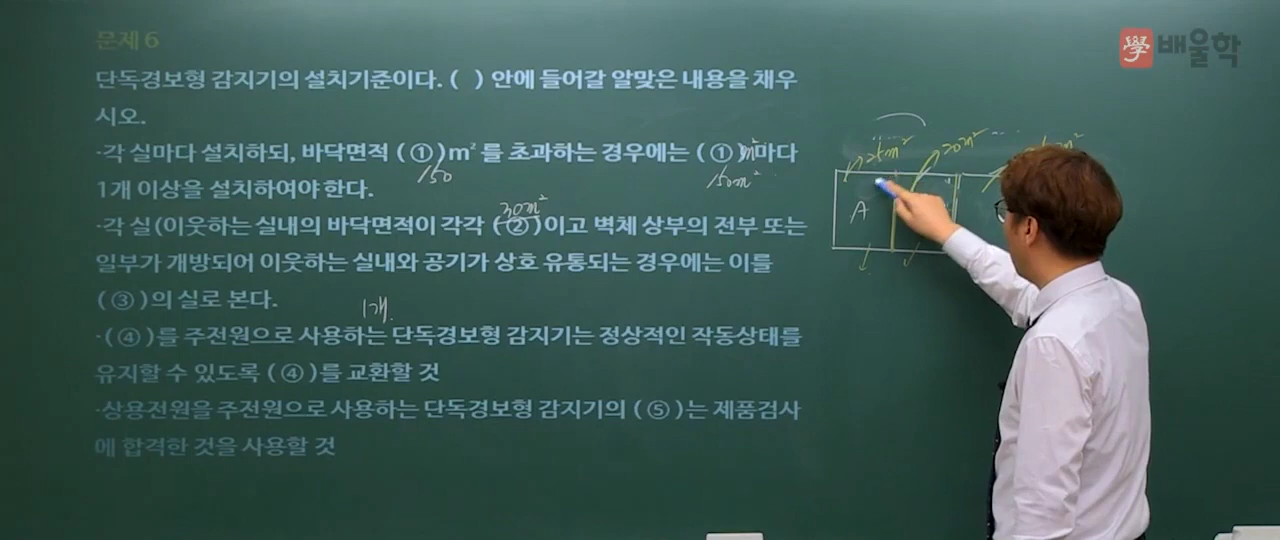 문제 6
단독경보형 감지기의 설치기준이다. ( ) 안에 들어갈 알맞은 내용을 채우
시오.
-각 실마다 설치하되, 바닥면적 ( ① )m²를 초과하는 경우에는 ( ① )m²마다
150
150m²
1개 이상을 설치하여야 한다.
30m²
-각 실(이웃하는 실내의 바닥면적이 각각 ( ② )이고 벽체 상부의 전부 또는
일부가 개방되어 이웃하는 실내와 공기가 상호 유통되는 경우에는 이를
( ③ )의 실로 본다.
1개.
-( ④ )를 주전원으로 사용하는 단독경보형 감지기는 정상적인 작동상태를
유지할 수 있도록 ( ④ )를 교환할 것
-상용전원을 주전원으로 사용하는 단독경보형 감지기의 ( ⑤ )는 제품검사
에 합격한 것을 사용할 것
學 배울학
25m²
20m²
A